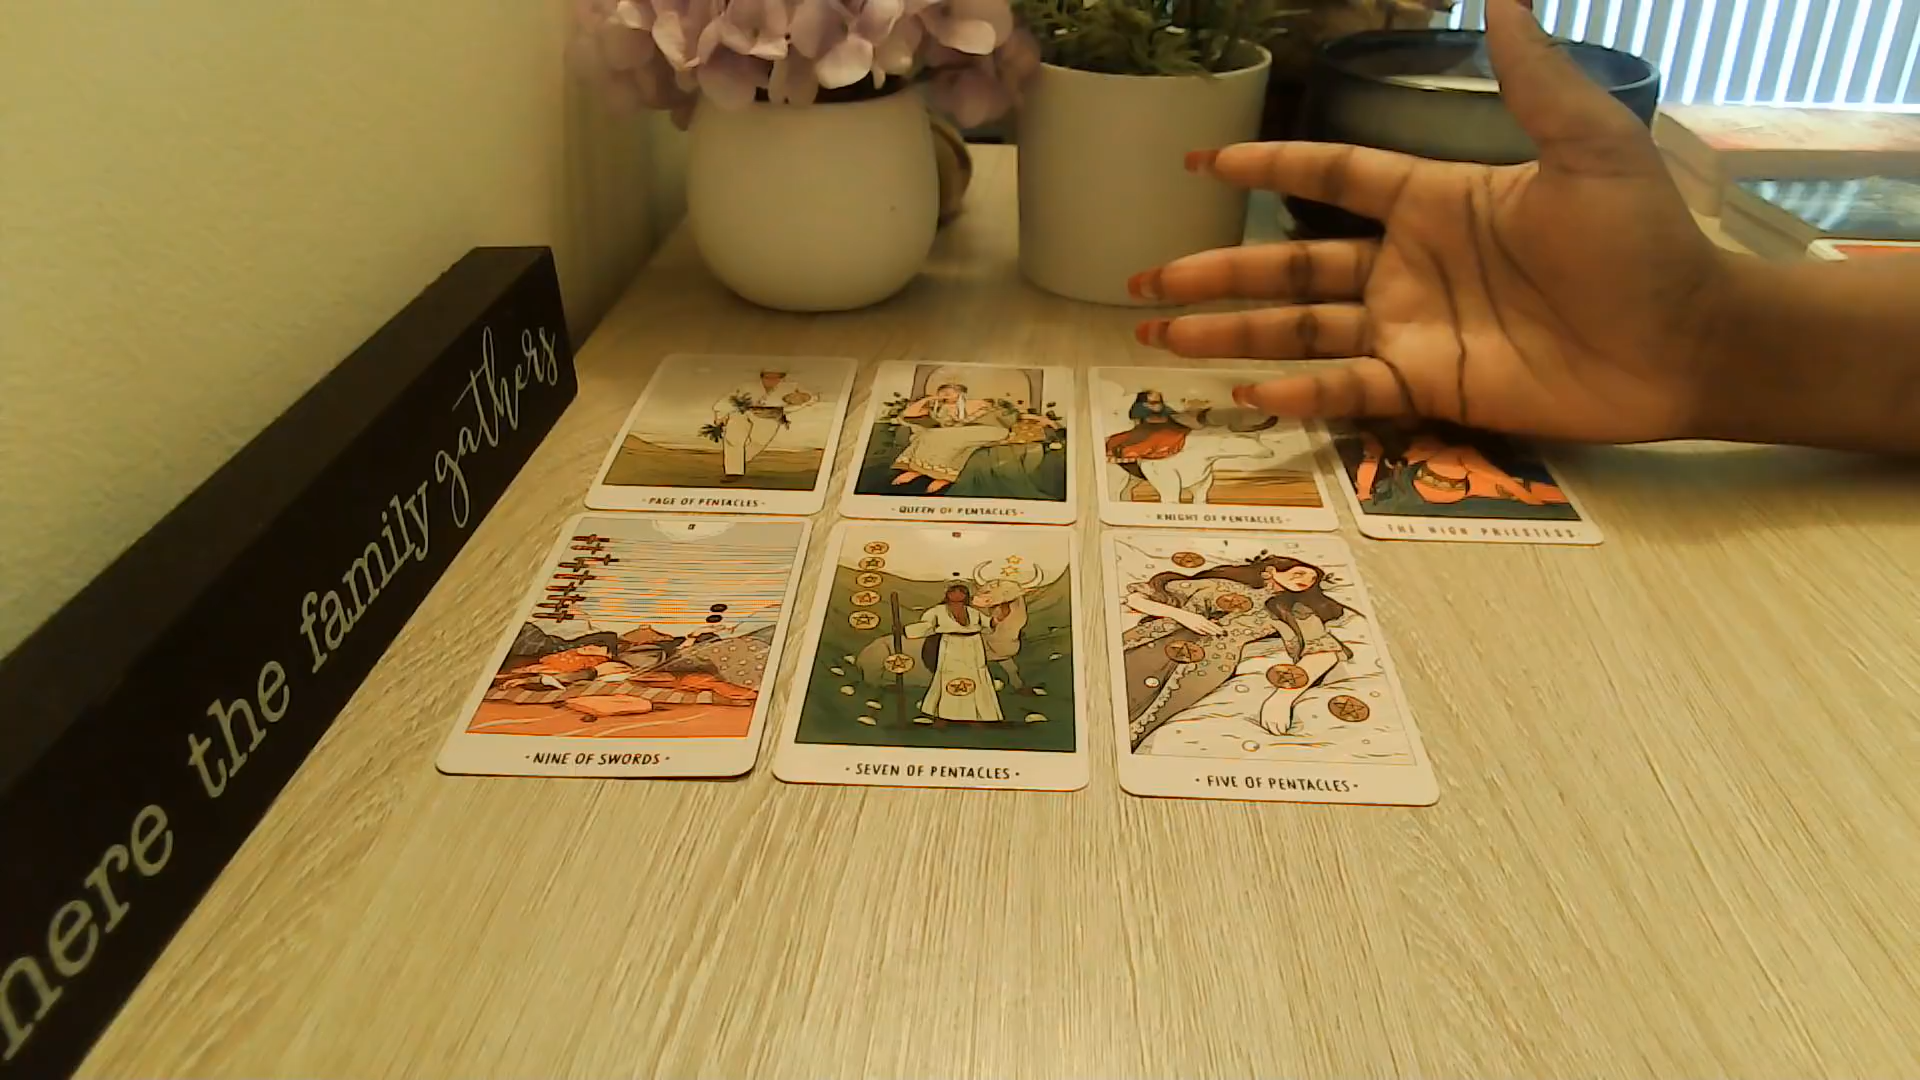 here the family gathers
· PAGE OF PENTACLES ·
· QUEEN OF PENTACLES ·
· KNIGHT OF PENTACLES ·
· THE HIGH PRIESTESS ·
· NINE OF SWORDS ·
· SEVEN OF PENTACLES ·
· FIVE OF PENTACLES ·